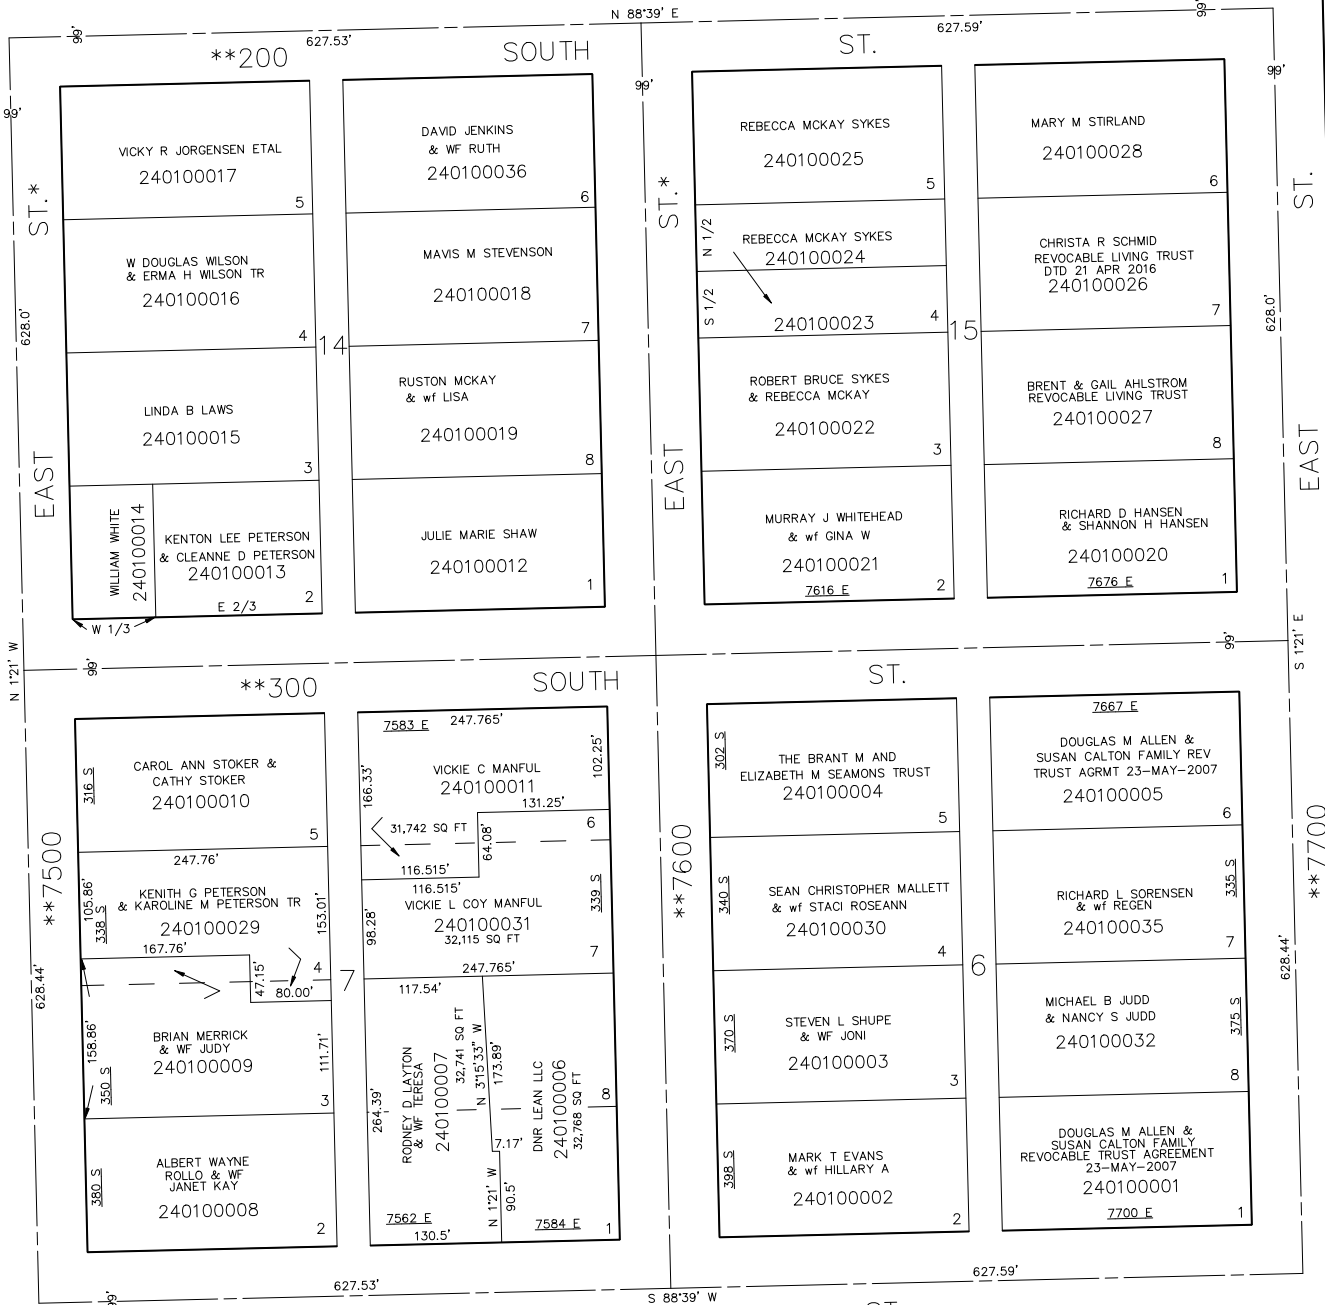 N 88°39' E
99'
627.53'
627.59'
99'
**200
SOUTH
ST.
99'
99'
99'
VICKY R JORGENSEN ETAL
240100017
5
DAVID JENKINS
& WF RUTH
240100036
6
REBECCA MCKAY SYKES
240100025
5
MARY M STIRLAND
240100028
6
ST.*
ST.*
ST.
W DOUGLAS WILSON
& ERMA H WILSON TR
240100016
4
MAVIS M STEVENSON
240100018
7
N 1/2
REBECCA MCKAY SYKES
240100024
S 1/2
240100023
4
CHRISTA R SCHMID
REVOCABLE LIVING TRUST
DTD 21 APR 2016
240100026
7
628.0'
14
15
628.0'
LINDA B LAWS
240100015
3
RUSTON MCKAY
& wf LISA
240100019
8
ROBERT BRUCE SYKES
& REBECCA MCKAY
240100022
3
BRENT & GAIL AHLSTROM
REVOCABLE LIVING TRUST
240100027
8
EAST
EAST
EAST
WILLIAM WHITE
240100014
KENTON LEE PETERSON
& CLEANNE D PETERSON
240100013
E 2/3
2
W 1/3
JULIE MARIE SHAW
240100012
1
MURRAY J WHITEHEAD
& wf GINA W
240100021
7616 E
2
RICHARD D HANSEN
& SHANNON H HANSEN
240100020
7676 E
1
N 1°21' W
99'
99'
S 1°21' E
**300
SOUTH
ST.
316 S
CAROL ANN STOKER &
CATHY STOKER
240100010
5
7583 E
247.765'
166.33'
102.25'
VICKIE C MANFUL
240100011
131.25'
31,742 SQ FT
64.08'
6
116.515'
302 S
THE BRANT M AND
ELIZABETH M SEAMONS TRUST
240100004
5
7667 E
DOUGLAS M ALLEN &
SUSAN CALTON FAMILY REV
TRUST AGRMT 23-MAY-2007
240100005
6
**7500
**7600
**7700
247.76'
105.86'
338 S
KENITH G PETERSON
& KAROLINE M PETERSON TR
240100029
153.01'
167.76'
47.15'
80.00'
4
7
116.515'
98.28'
VICKIE L COY MANFUL
240100031
32,115 SQ FT
339 S
247.765'
7
340 S
SEAN CHRISTOPHER MALLETT
& wf STACI ROSEANN
240100030
4
6
RICHARD L SORENSEN
& wf REGEN
240100035
335 S
7
628.44'
628.44'
158.86'
350 S
BRIAN MERRICK
& WF JUDY
240100009
111.71'
3
117.54'
264.39'
RODNEY D LAYTON
& WF TERESA
240100007
32,741 SQ FT
N 3°15'33" W
173.89'
7.17'
N 1°21' W
90.5'
DNR LEAN LLC
240100006
32,768 SQ FT
8
370 S
STEVEN L SHUPE
& WF JONI
240100003
3
MICHAEL B JUDD
& NANCY S JUDD
240100032
375 S
8
380 S
ALBERT WAYNE
ROLLO & WF
JANET KAY
240100008
2
7562 E
130.5'
7584 E
1
398 S
MARK T EVANS
& wf HILLARY A
240100002
2
DOUGLAS M ALLEN &
SUSAN CALTON FAMILY
REVOCABLE TRUST AGREEMENT
23-MAY-2007
240100001
7700 E
1
627.53'
627.59'
99'
S 88°39' W
ST.